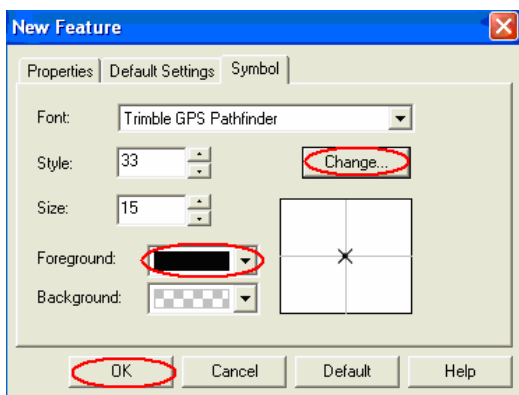 New Feature
Properties Default Settings Symbol
Font: Trimble GPS Pathfinder
Style: 33 Change...
Size: 15
Foreground:
Background:
OK Cancel Default Help